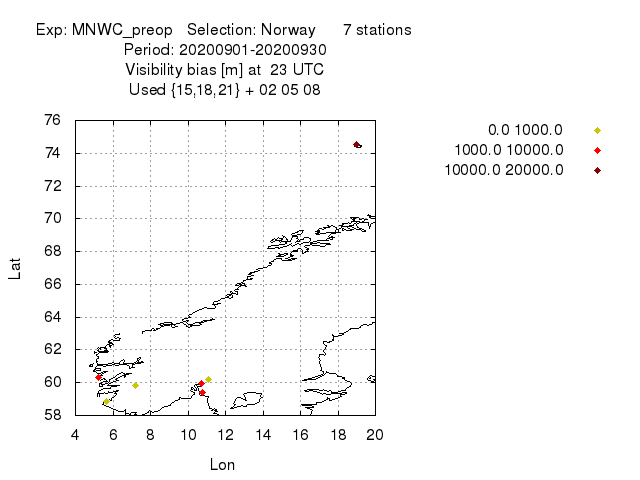 Exp: MNWC_preop Selection: Norway 7 stations
Period: 20200901-20200930
Visibility bias [m] at 23 UTC
Used {15,18,21} + 02 05 08
0.0 1000.0
1000.0 10000.0
10000.0 20000.0
76
74
72
70
68
66
64
62
60
58
Lat
4 6 8 10 12 14 16 18 20
Lon